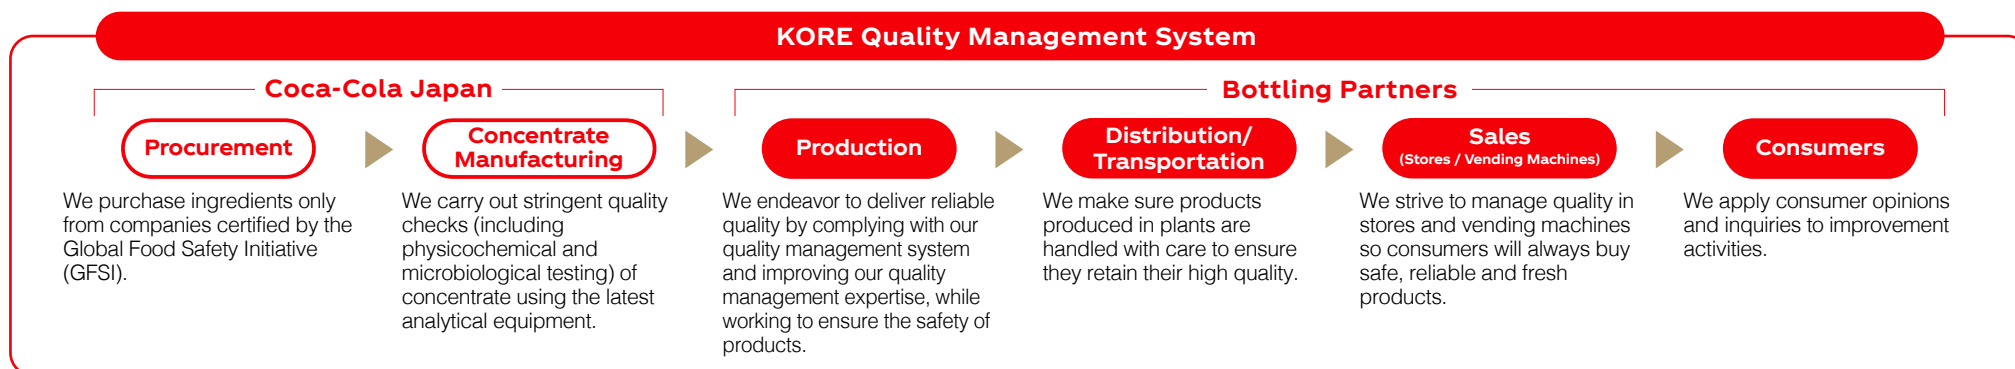 KORE Quality Management System
Coca-Cola Japan
Bottling Partners
Procurement
We purchase ingredients only
from companies certified by the
Global Food Safety Initiative
(GFSI).
Concentrate
Manufacturing
We carry out stringent quality
checks (including
physicochemical and
microbiological testing) of
concentrate using the latest
analytical equipment.
Production
We endeavor to deliver reliable
quality by complying with our
quality management system
and improving our quality
management expertise, while
working to ensure the safety of
products.
Distribution/
Transportation
We make sure products
produced in plants are
handled with care to ensure
they retain their high quality.
Sales
(Stores / Vending Machines)
We strive to manage quality in
stores and vending machines
so consumers will always buy
safe, reliable and fresh
products.
Consumers
We apply consumer opinions
and inquiries to improvement
activities.